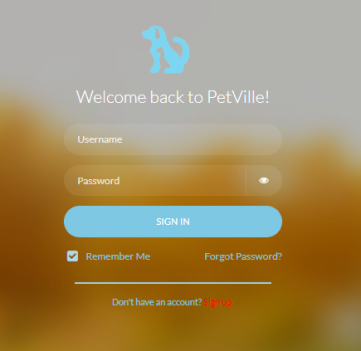 Welcome back to PetVille!
Username
Password
SIGN IN
Remember Me
Forgot Password?
Don't have an account? Sign up